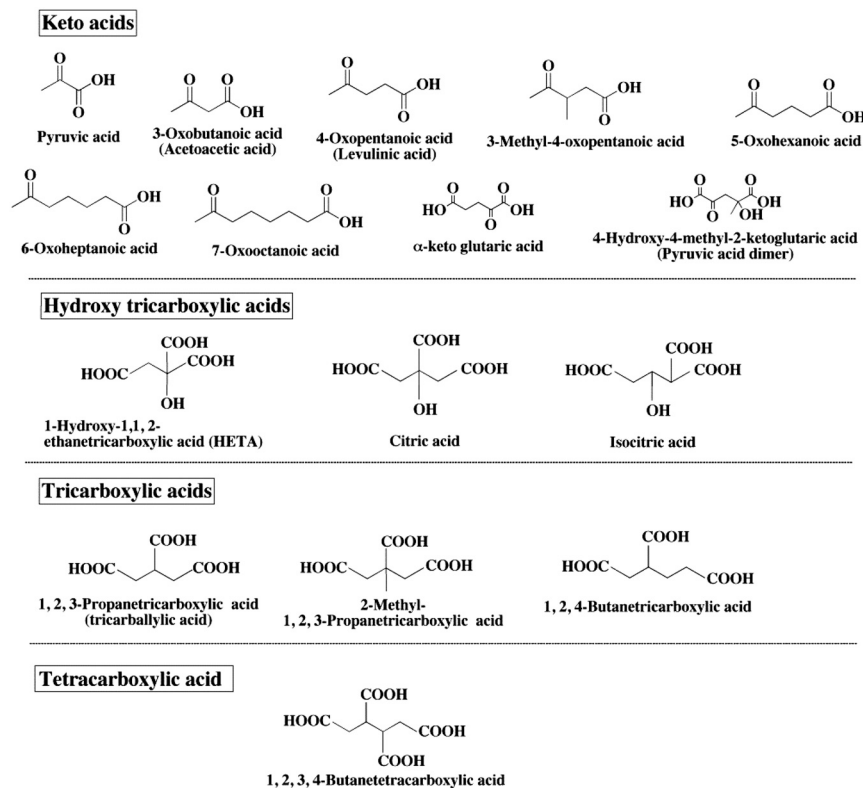 Keto acids
O
OH
O
Pyruvic acid
O O
OH
3-Oxobutanoic acid
(Acetoacetic acid)
O
OH
O
4-Oxopentanoic acid
(Levulinic acid)
O
OH
O
3-Methyl-4-oxopentanoic acid
O O
OH
5-Oxohexanoic acid
O
OH
O
6-Oxoheptanoic acid
O O
OH
7-Oxooctanoic acid
O O
HO OH
O
α-keto glutaric acid
O O
HO OH
O OH
4-Hydroxy-4-methyl-2-ketoglutaric acid
(Pyruvic acid dimer)
Hydroxy tricarboxylic acids
COOH
COOH
HOOC
OH
1-Hydroxy-1,1, 2-
ethanetricarboxylic acid (HETA)
COOH
HOOC COOH
OH
Citric acid
COOH
HOOC COOH
OH
Isocitric acid
Tricarboxylic acids
COOH
HOOC COOH
1, 2, 3-Propanetricarboxylic acid
(tricarballylic acid)
COOH
HOOC COOH
2-Methyl-
1, 2, 3-Propanetricarboxylic acid
COOH
HOOC
COOH
1, 2, 4-Butanetricarboxylic acid
Tetracarboxylic acid
COOH
HOOC
COOH
COOH
1, 2, 3, 4-Butanetetracarboxylic acid